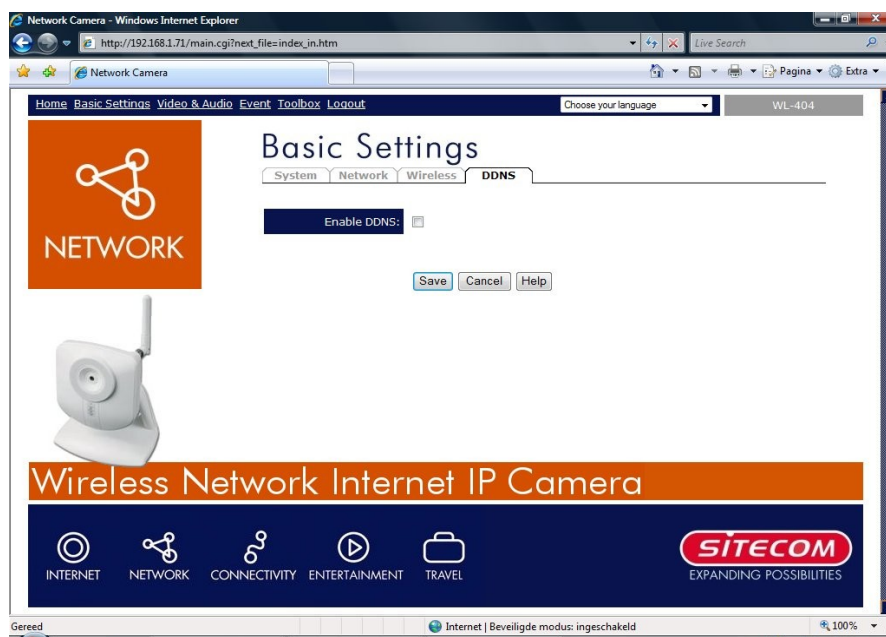 Network Camera - Windows Internet Explorer
http://192.168.1.71/main.cgi?next_file=index_in.htm
Live Search
Network Camera
Pagina
Extra
Home Basic Settings Video & Audio Event Toolbox Logout
Choose your language
WL-404
Basic Settings
System Network Wireless DDNS
NETWORK
Enable DDNS:
Save Cancel Help
Wireless Network Internet IP Camera
INTERNET NETWORK CONNECTIVITY ENTERTAINMENT TRAVEL
SITECOM
EXPANDING POSSIBILITIES
Gereed
Internet | Beveiligde modus: ingeschakeld
100%